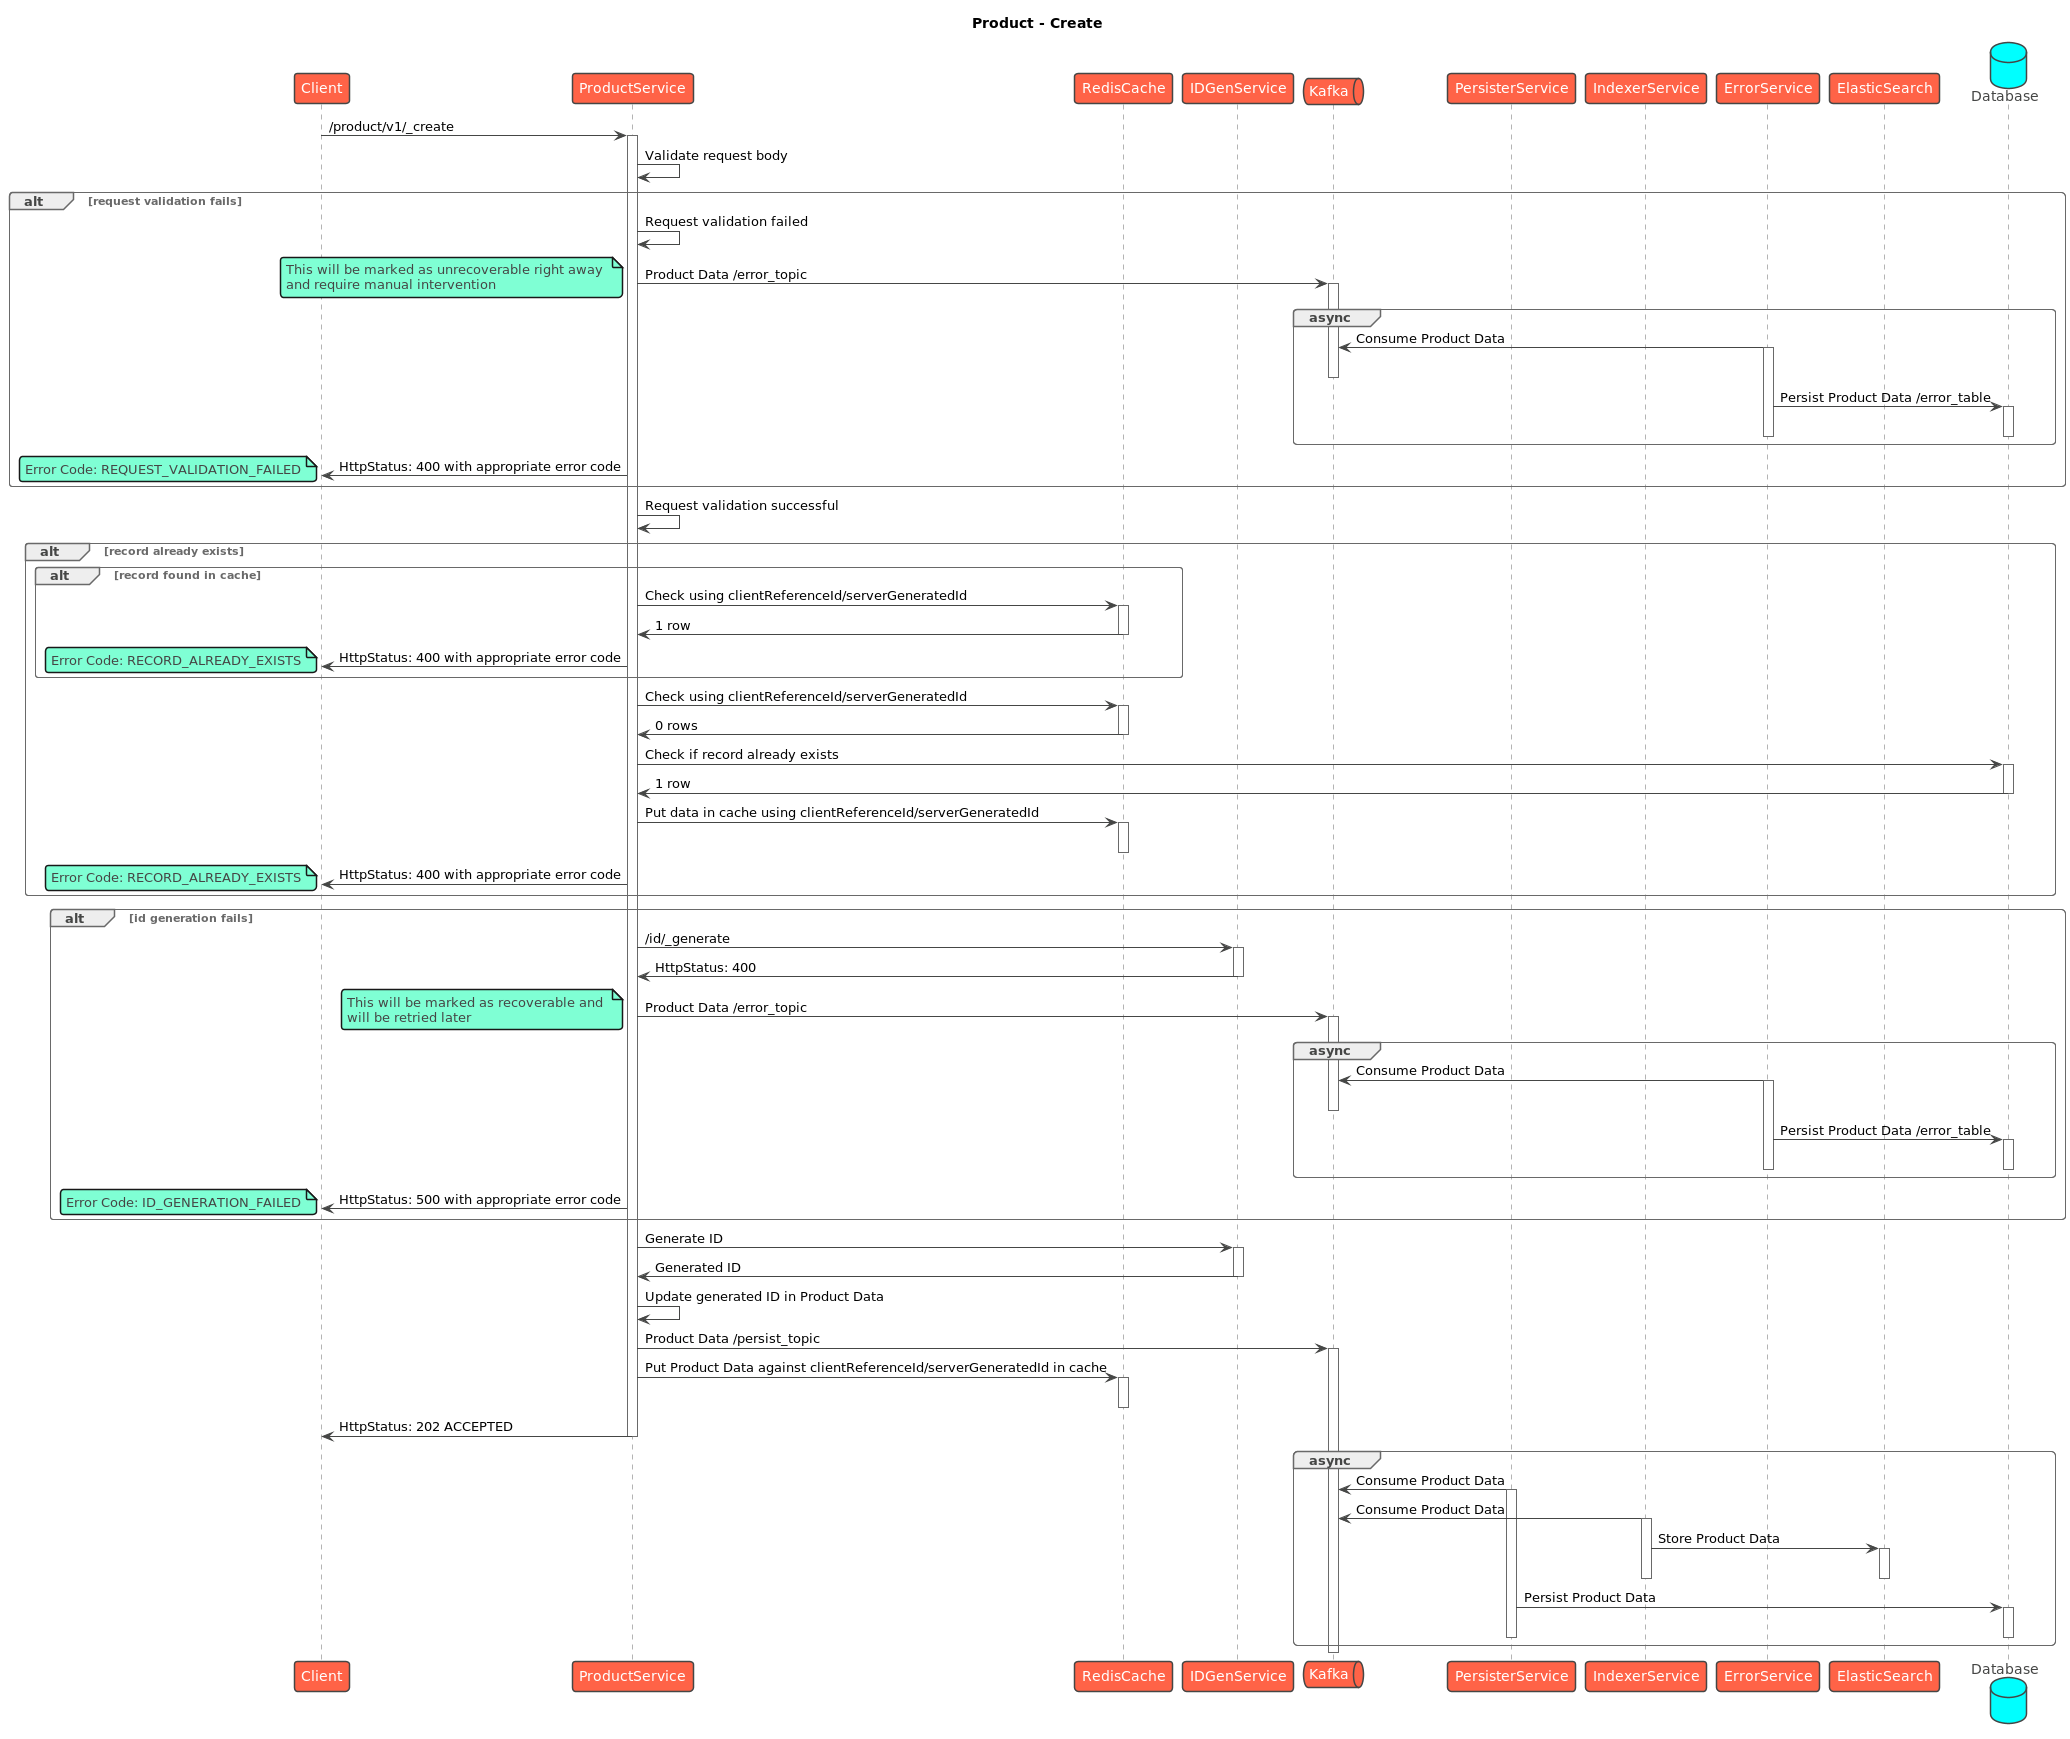 Product - Create
Client
ProductService
RedisCache
IDGenService
Kafka
PersisterService
IndexerService
ErrorService
ElasticSearch
Database
/product/v1/_create
Validate request body
alt
[request validation fails]
Request validation failed
This will be marked as unrecoverable right away
and require manual intervention
Product Data /error_topic
async
Consume Product Data
Persist Product Data /error_table
Error Code: REQUEST_VALIDATION_FAILED
HttpStatus: 400 with appropriate error code
Request validation successful
alt
[record already exists]
alt
[record found in cache]
Check using clientReferenceId/serverGeneratedId
1 row
Error Code: RECORD_ALREADY_EXISTS
HttpStatus: 400 with appropriate error code
Check using clientReferenceId/serverGeneratedId
0 rows
Check if record already exists
1 row
Put data in cache using clientReferenceId/serverGeneratedId
Error Code: RECORD_ALREADY_EXISTS
HttpStatus: 400 with appropriate error code
alt
[id generation fails]
/id/_generate
HttpStatus: 400
This will be marked as recoverable and
will be retried later
Product Data /error_topic
async
Consume Product Data
Persist Product Data /error_table
Error Code: ID_GENERATION_FAILED
HttpStatus: 500 with appropriate error code
Generate ID
Generated ID
Update generated ID in Product Data
Product Data /persist_topic
Put Product Data against clientReferenceId/serverGeneratedId in cache
HttpStatus: 202 ACCEPTED
async
Consume Product Data
Consume Product Data
Store Product Data
Persist Product Data
Client
ProductService
RedisCache
IDGenService
Kafka
PersisterService
IndexerService
ErrorService
ElasticSearch
Database